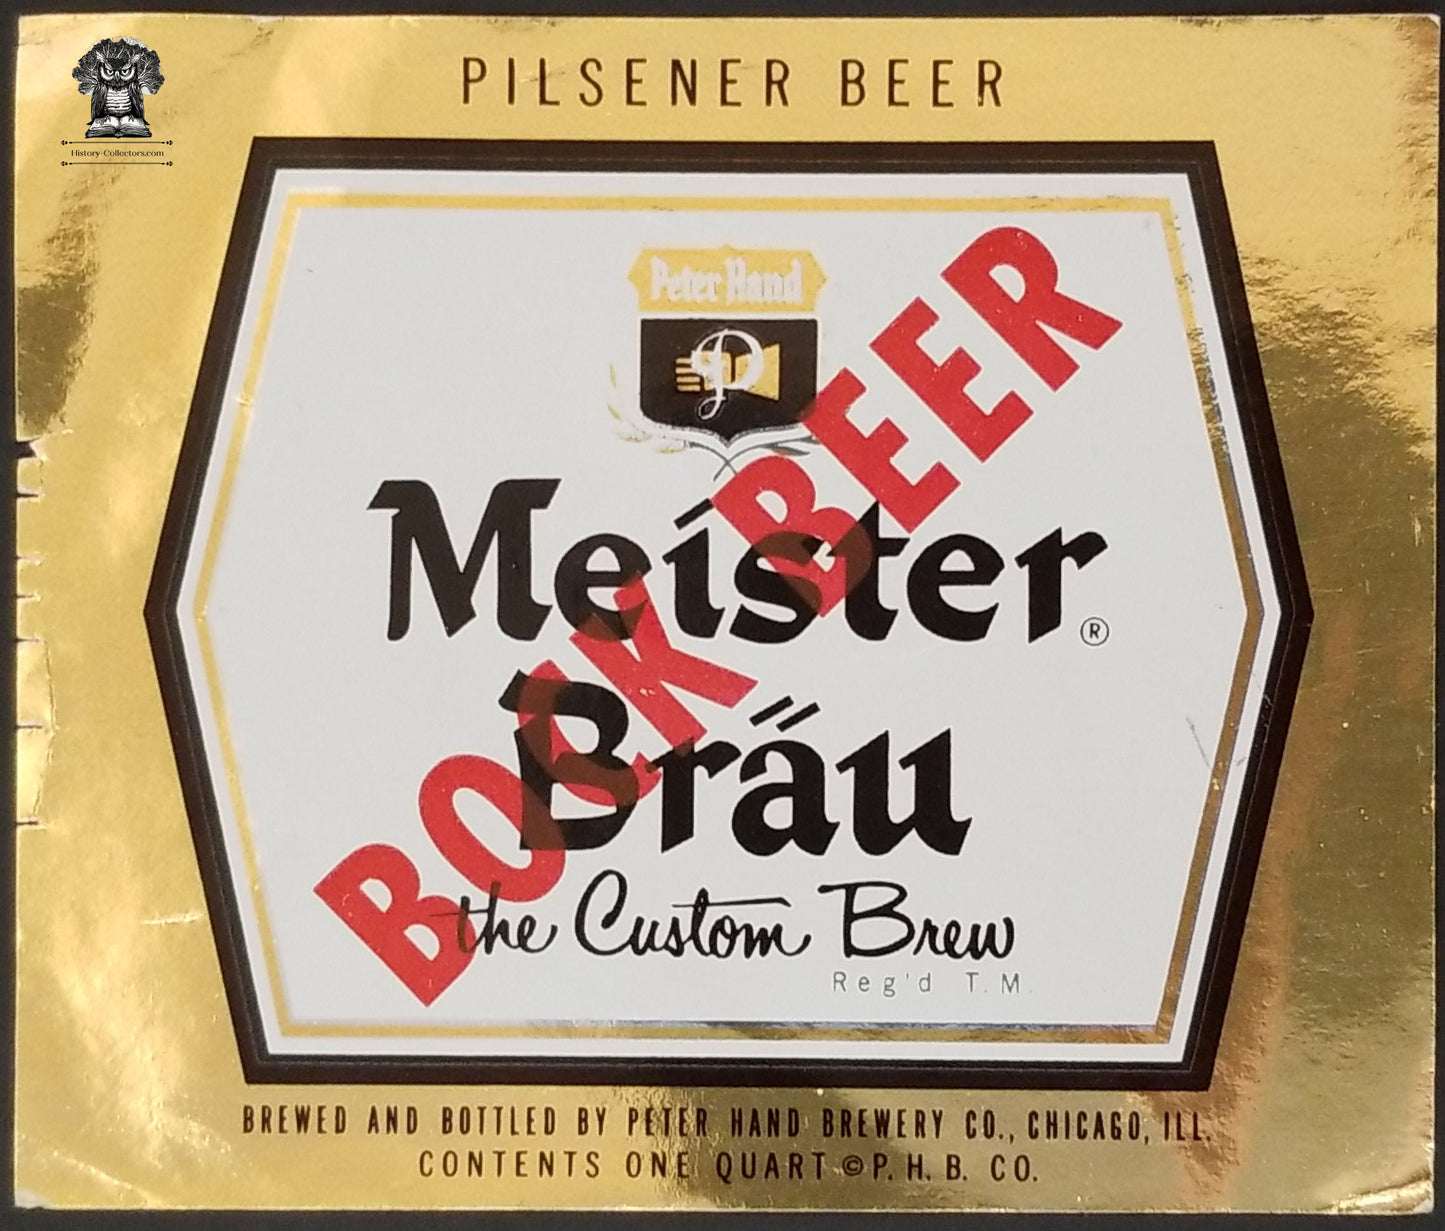 History-Collectors.com
PILSENER BEER
Peter Hand
P
Meister
®
Bräu
the Custom Brew
Reg'd T.M.
BOCK BEER
BREWED AND BOTTLED BY PETER HAND BREWERY CO., CHICAGO, ILL.
CONTENTS ONE QUART © P. H. B. CO.